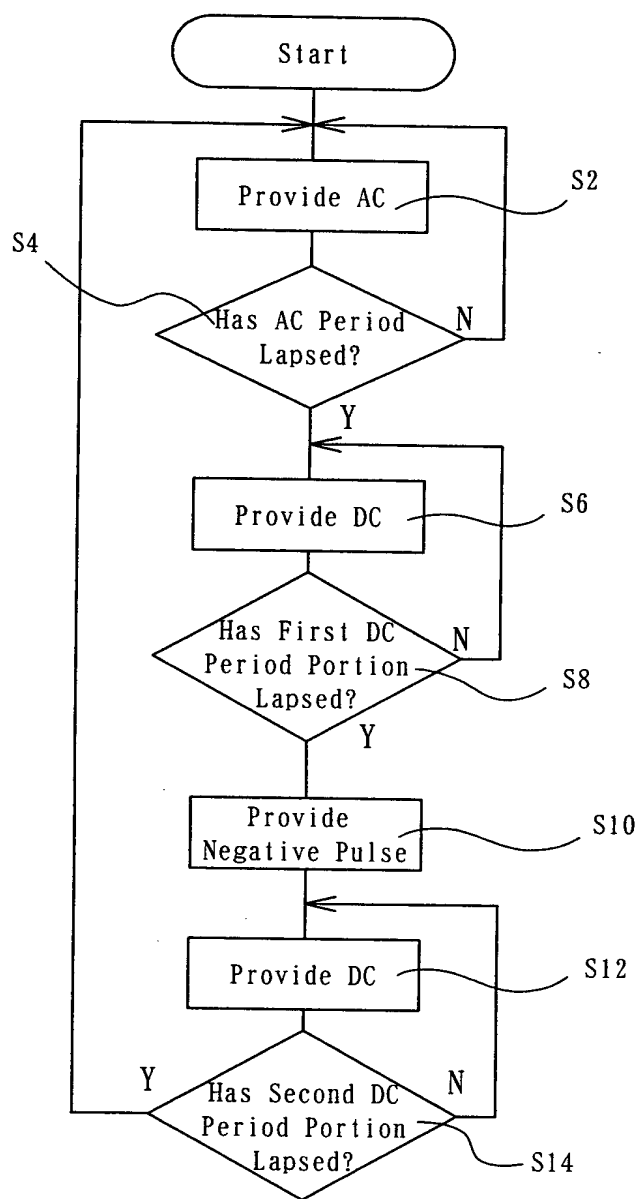 Start
Provide AC
S2
S4
Has AC Period
Lapsed?
N
Y
Provide DC
S6
Has First DC
Period Portion
Lapsed?
N
S8
Y
Provide
Negative Pulse
S10
Provide DC
S12
Y
Has Second DC
Period Portion
Lapsed?
N
S14